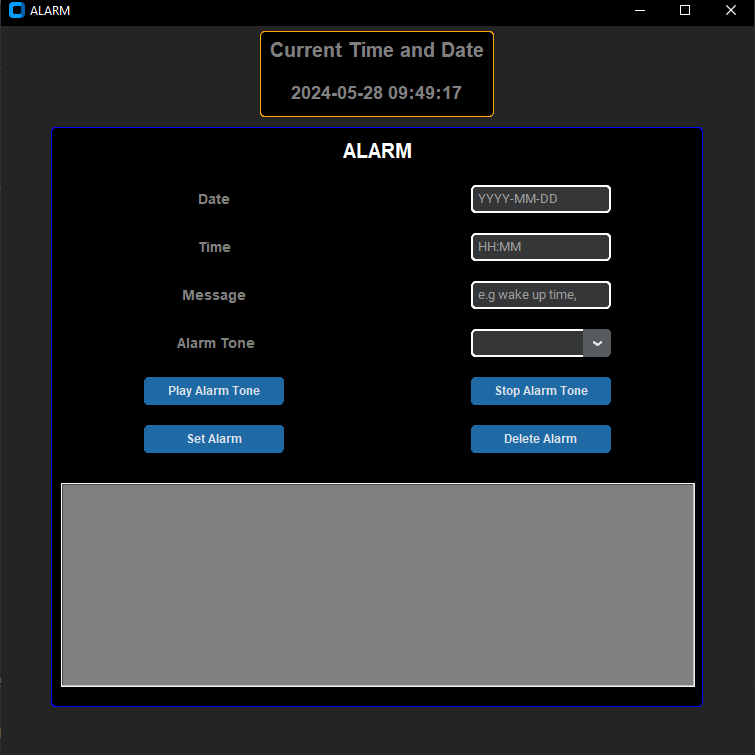 ALARM
Current Time and Date
2024-05-28 09:49:17
ALARM
Date
YYYY-MM-DD
Time
HH:MM
Message
e.g wake up time,
Alarm Tone
Play Alarm Tone
Stop Alarm Tone
Set Alarm
Delete Alarm